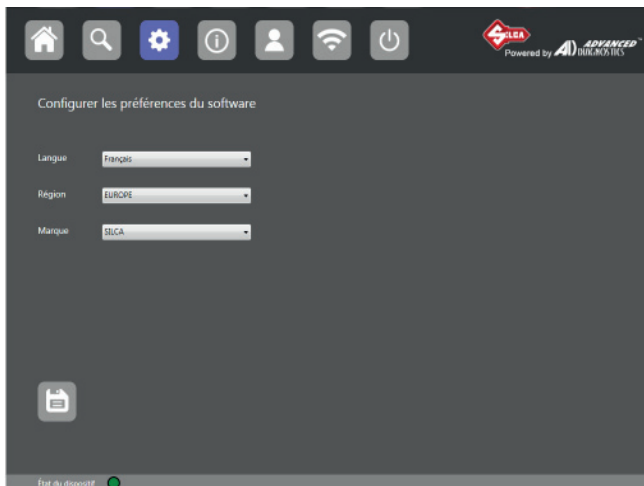 SILCA
Powered by AD ADVANCED DIAGNOSTICS
Configurer les préférences du software
Langue Français
Région EUROPE
Marque SILCA
État du dispositif